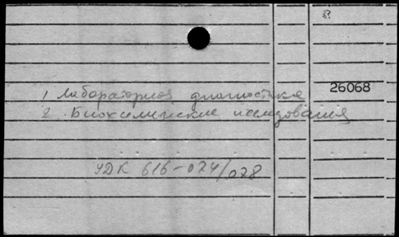 8.
1. Лабораторная диагностика 26068
2. Биохимические исследования
УДК 616-074/078